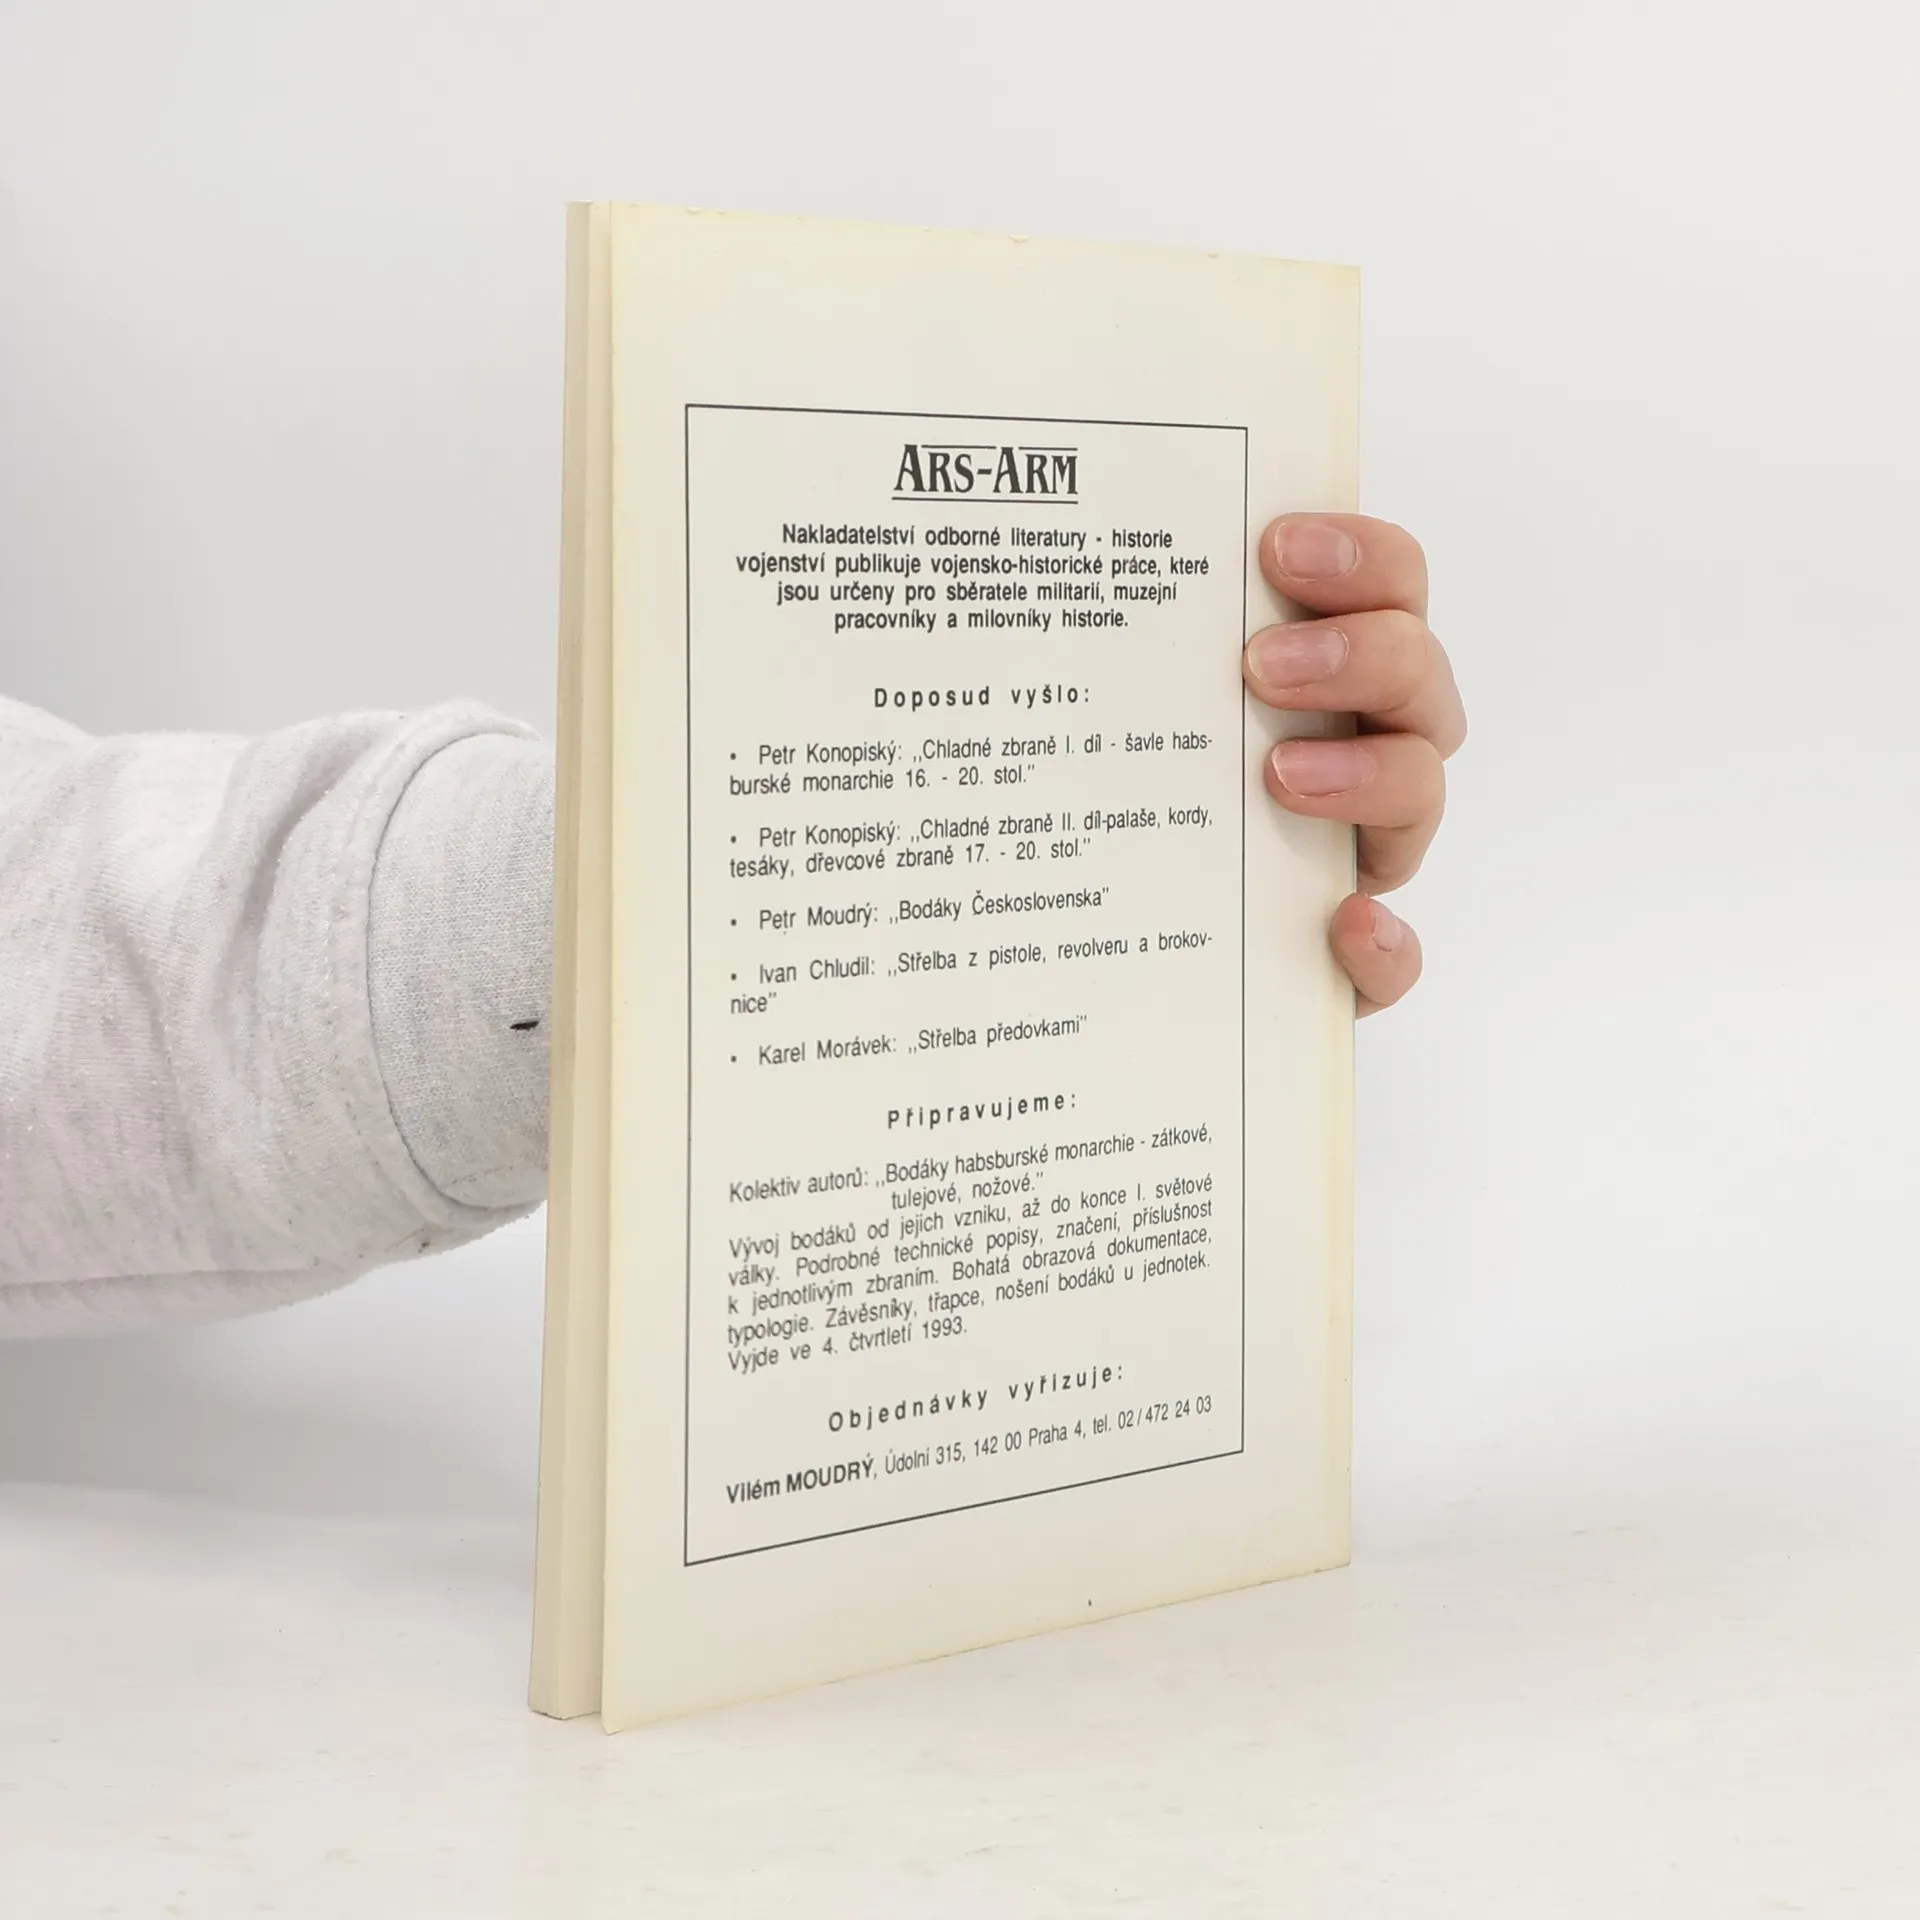 ARS-ARM
Nakladatelství odborné literatury - historie
vojenství publikuje vojensko-historické práce, které
jsou určeny pro sběratele militarií, muzejní
pracovníky a milovníky historie.
Doposud vyšlo:
• Petr Konopiský: ,,Chladné zbraně I. díl - šavle habs-
burské monarchie 16. - 20. stol."
• Petr Konopiský: ,,Chladné zbraně II. díl-palaše, kordy,
tesáky, dřevcové zbraně 17. - 20. stol."
• Petr Moudrý: ,,Bodáky Československa"
• Ivan Chludil: ,,Střelba z pistole, revolveru a brokov-
nice"
• Karel Morávek: ,,Střelba předovkami"
Připravujeme:
Kolektiv autorů: ,,Bodáky habsburské monarchie - zátkové,
tulejové, nožové."
Vývoj bodáků od jejich vzniku, až do konce I. světové
války. Podrobné technické popisy, značení, příslušnost
k jednotlivým zbraním. Bohatá obrazová dokumentace,
typologie. Závěsníky, třapce, nošení bodáků u jednotek.
Vyjde ve 4. čtvrtletí 1993.
Objednávky vyřizuje:
Vilém MOUDRÝ, Údolní 315, 142 00 Praha 4, tel. 02/472 24 03